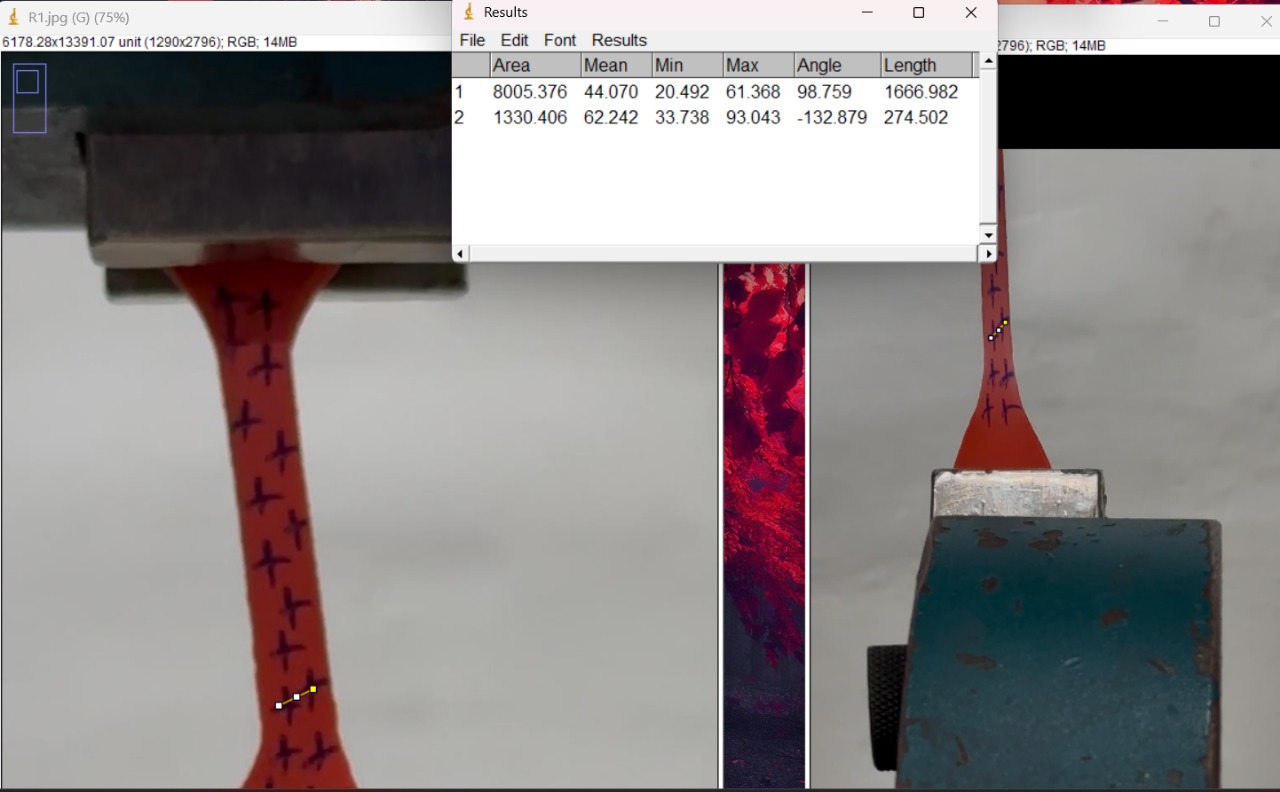 R1.jpg (G) (75%)
6178.28x13391.07 unit (1290x2796); RGB; 14MB
Results
File Edit Font Results
Area Mean Min Max Angle Length
1 8005.376 44.070 20.492 61.368 98.759 1666.982
2 1330.406 62.242 33.738 93.043 -132.879 274.502
2796); RGB; 14MB